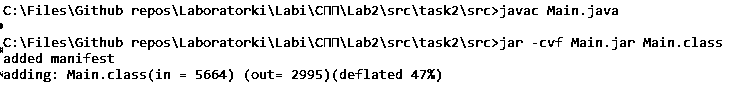 C:\Files\Github repos\Laboratorki\Labi\СПП\Lab2\src\task2\src>javac Main.java
C:\Files\Github repos\Laboratorki\Labi\СПП\Lab2\src\task2\src>jar -cvf Main.jar Main.class
added manifest
adding: Main.class(in = 5664) (out= 2995)(deflated 47%)